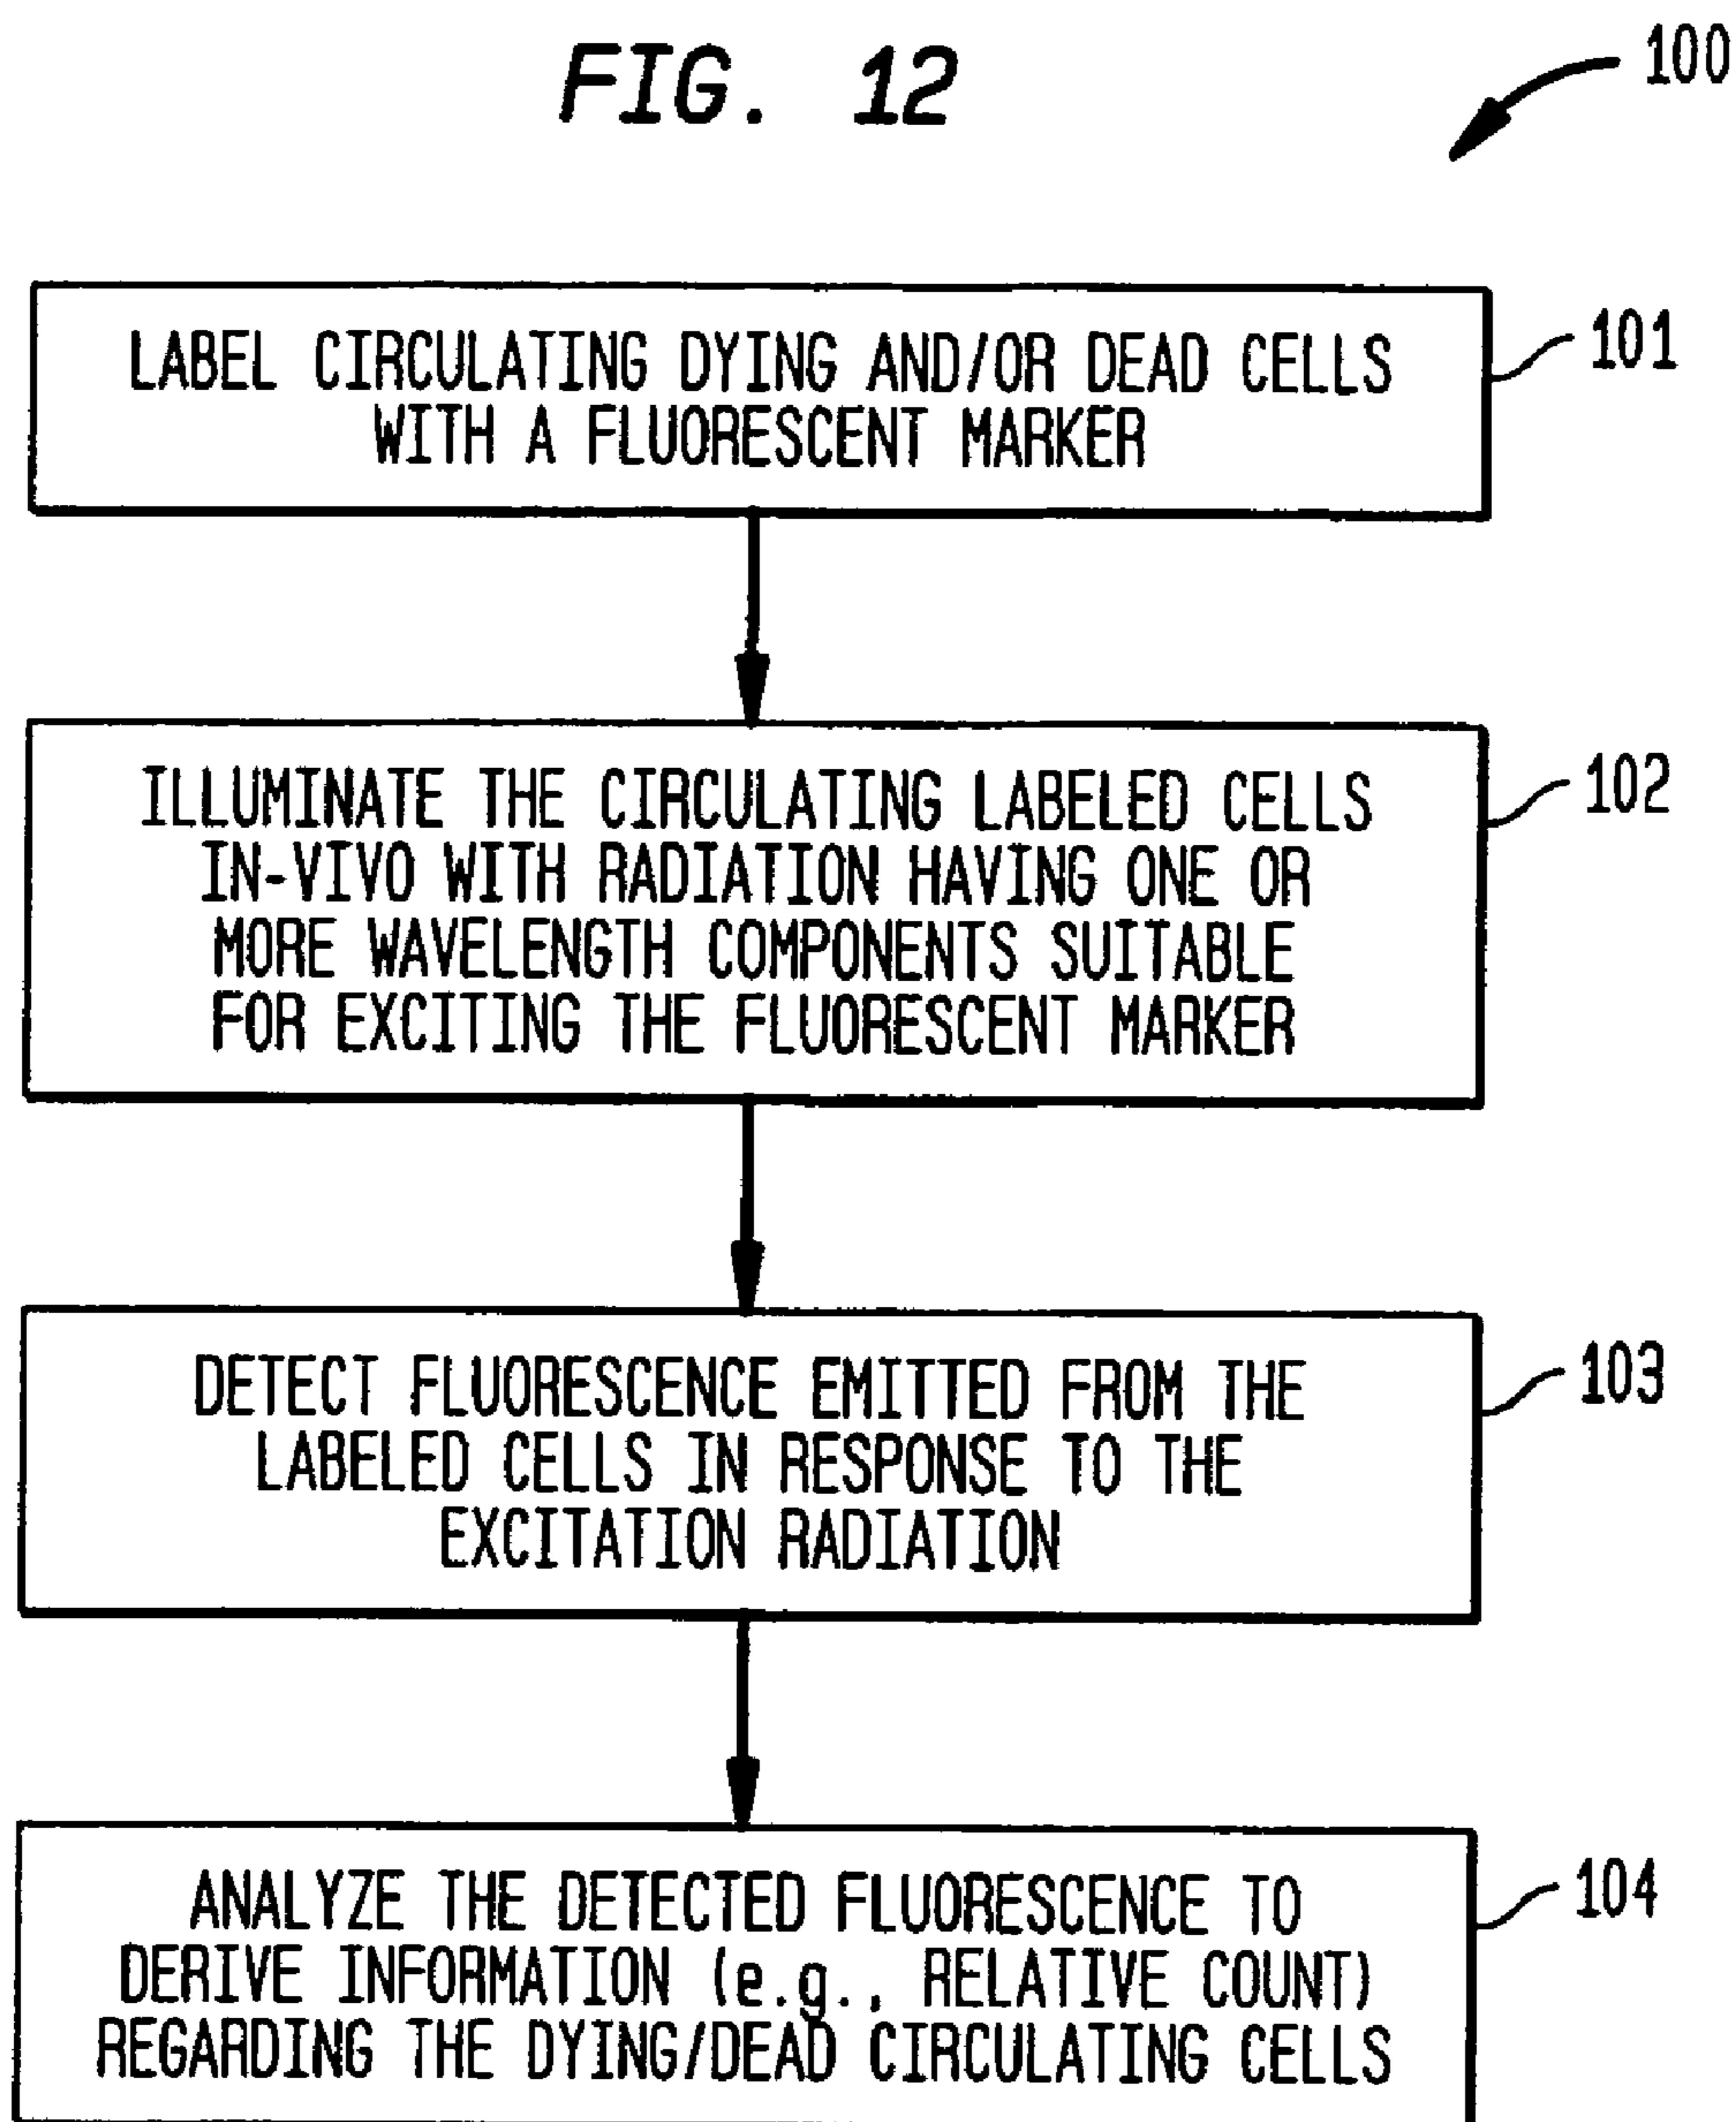 FIG. 12
100
LABEL CIRCULATING DYING AND/OR DEAD CELLS
WITH A FLUORESCENT MARKER
101
ILLUMINATE THE CIRCULATING LABELED CELLS
IN-VIVO WITH RADIATION HAVING ONE OR
MORE WAVELENGTH COMPONENTS SUITABLE
FOR EXCITING THE FLUORESCENT MARKER
102
DETECT FLUORESCENCE EMITTED FROM THE
LABELED CELLS IN RESPONSE TO THE
EXCITATION RADIATION
103
ANALYZE THE DETECTED FLUORESCENCE TO
DERIVE INFORMATION (e.g., RELATIVE COUNT)
REGARDING THE DYING/DEAD CIRCULATING CELLS
104